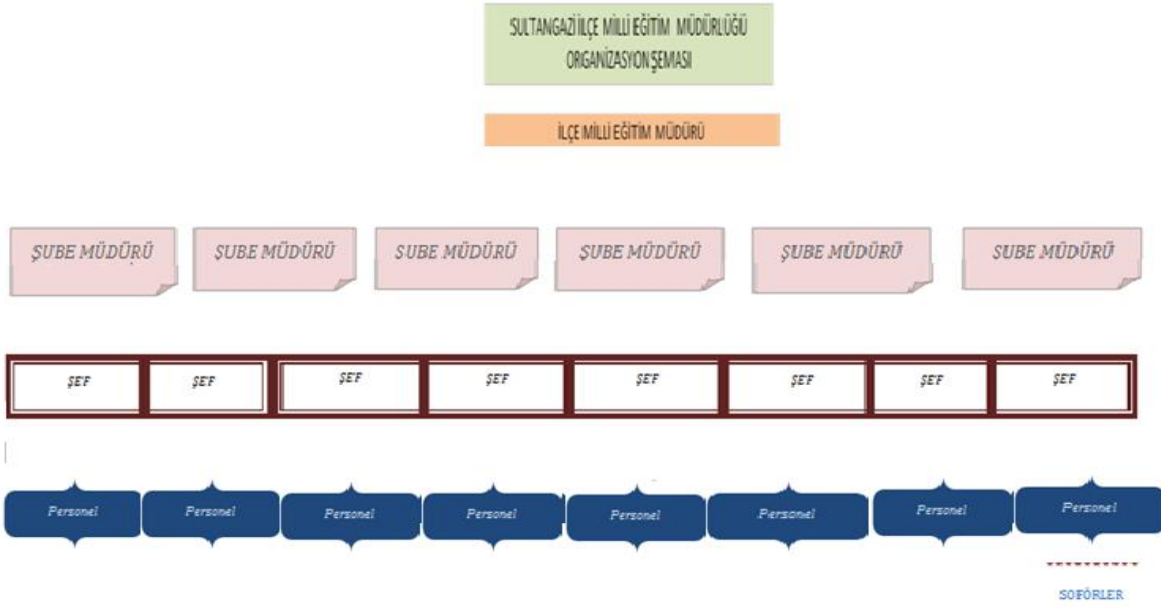 SULTANGAZİ İLÇE MİLLİ EĞİTİM MÜDÜRLÜĞÜ
ORGANİZASYON ŞEMASI
İLÇE MİLLİ EĞİTİM MÜDÜRÜ
ŞUBE MÜDÜRÜ ŞUBE MÜDÜRÜ ŞUBE MÜDÜRÜ ŞUBE MÜDÜRÜ ŞUBE MÜDÜRÜ ŞUBE MÜDÜRÜ
ŞEF ŞEF ŞEF ŞEF ŞEF ŞEF ŞEF ŞEF
Personel Personel Personel Personel Personel Personel Personel Personel
SOFÖRLER